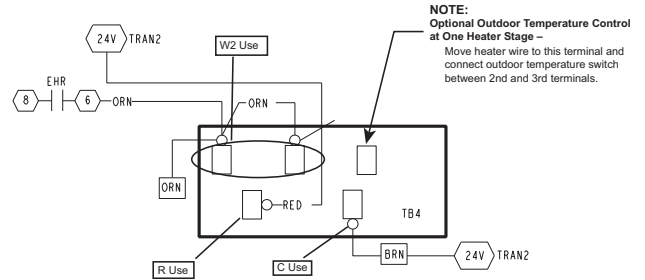 NOTE:
Optional Outdoor Temperature Control
at One Heater Stage –
Move heater wire to this terminal and
connect outdoor temperature switch
between 2nd and 3rd terminals.
24V TRAN2
W2 Use
EHR
8 6 ORN
ORN
ORN
RED
TB4
R Use
C Use
BRN
24V TRAN2